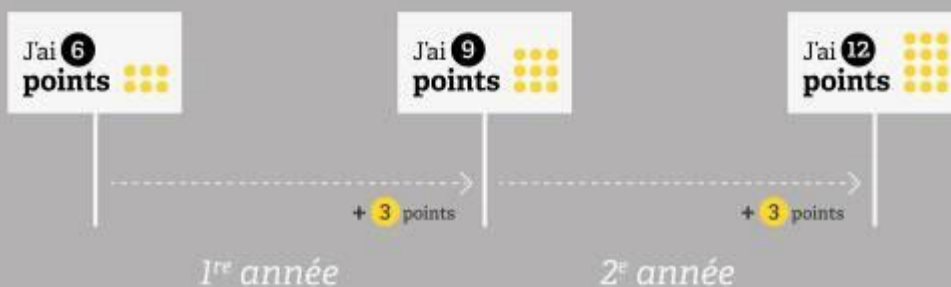 J'ai 6
points
J'ai 9
points
J'ai 12
points
+ 3 points
+ 3 points
1re année
2e année